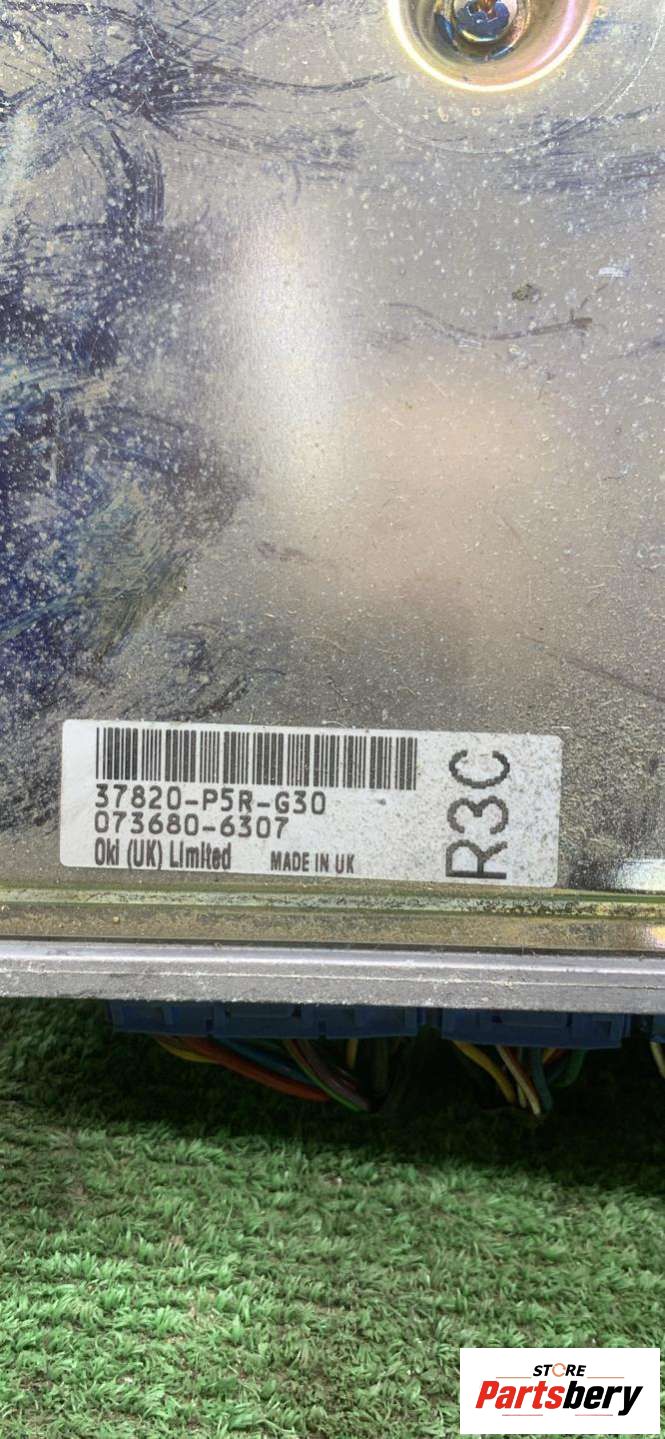 37820-P5R-G30
073680-6307
Oki (UK) Limited MADE IN UK
R3C
STORE
Partsbery